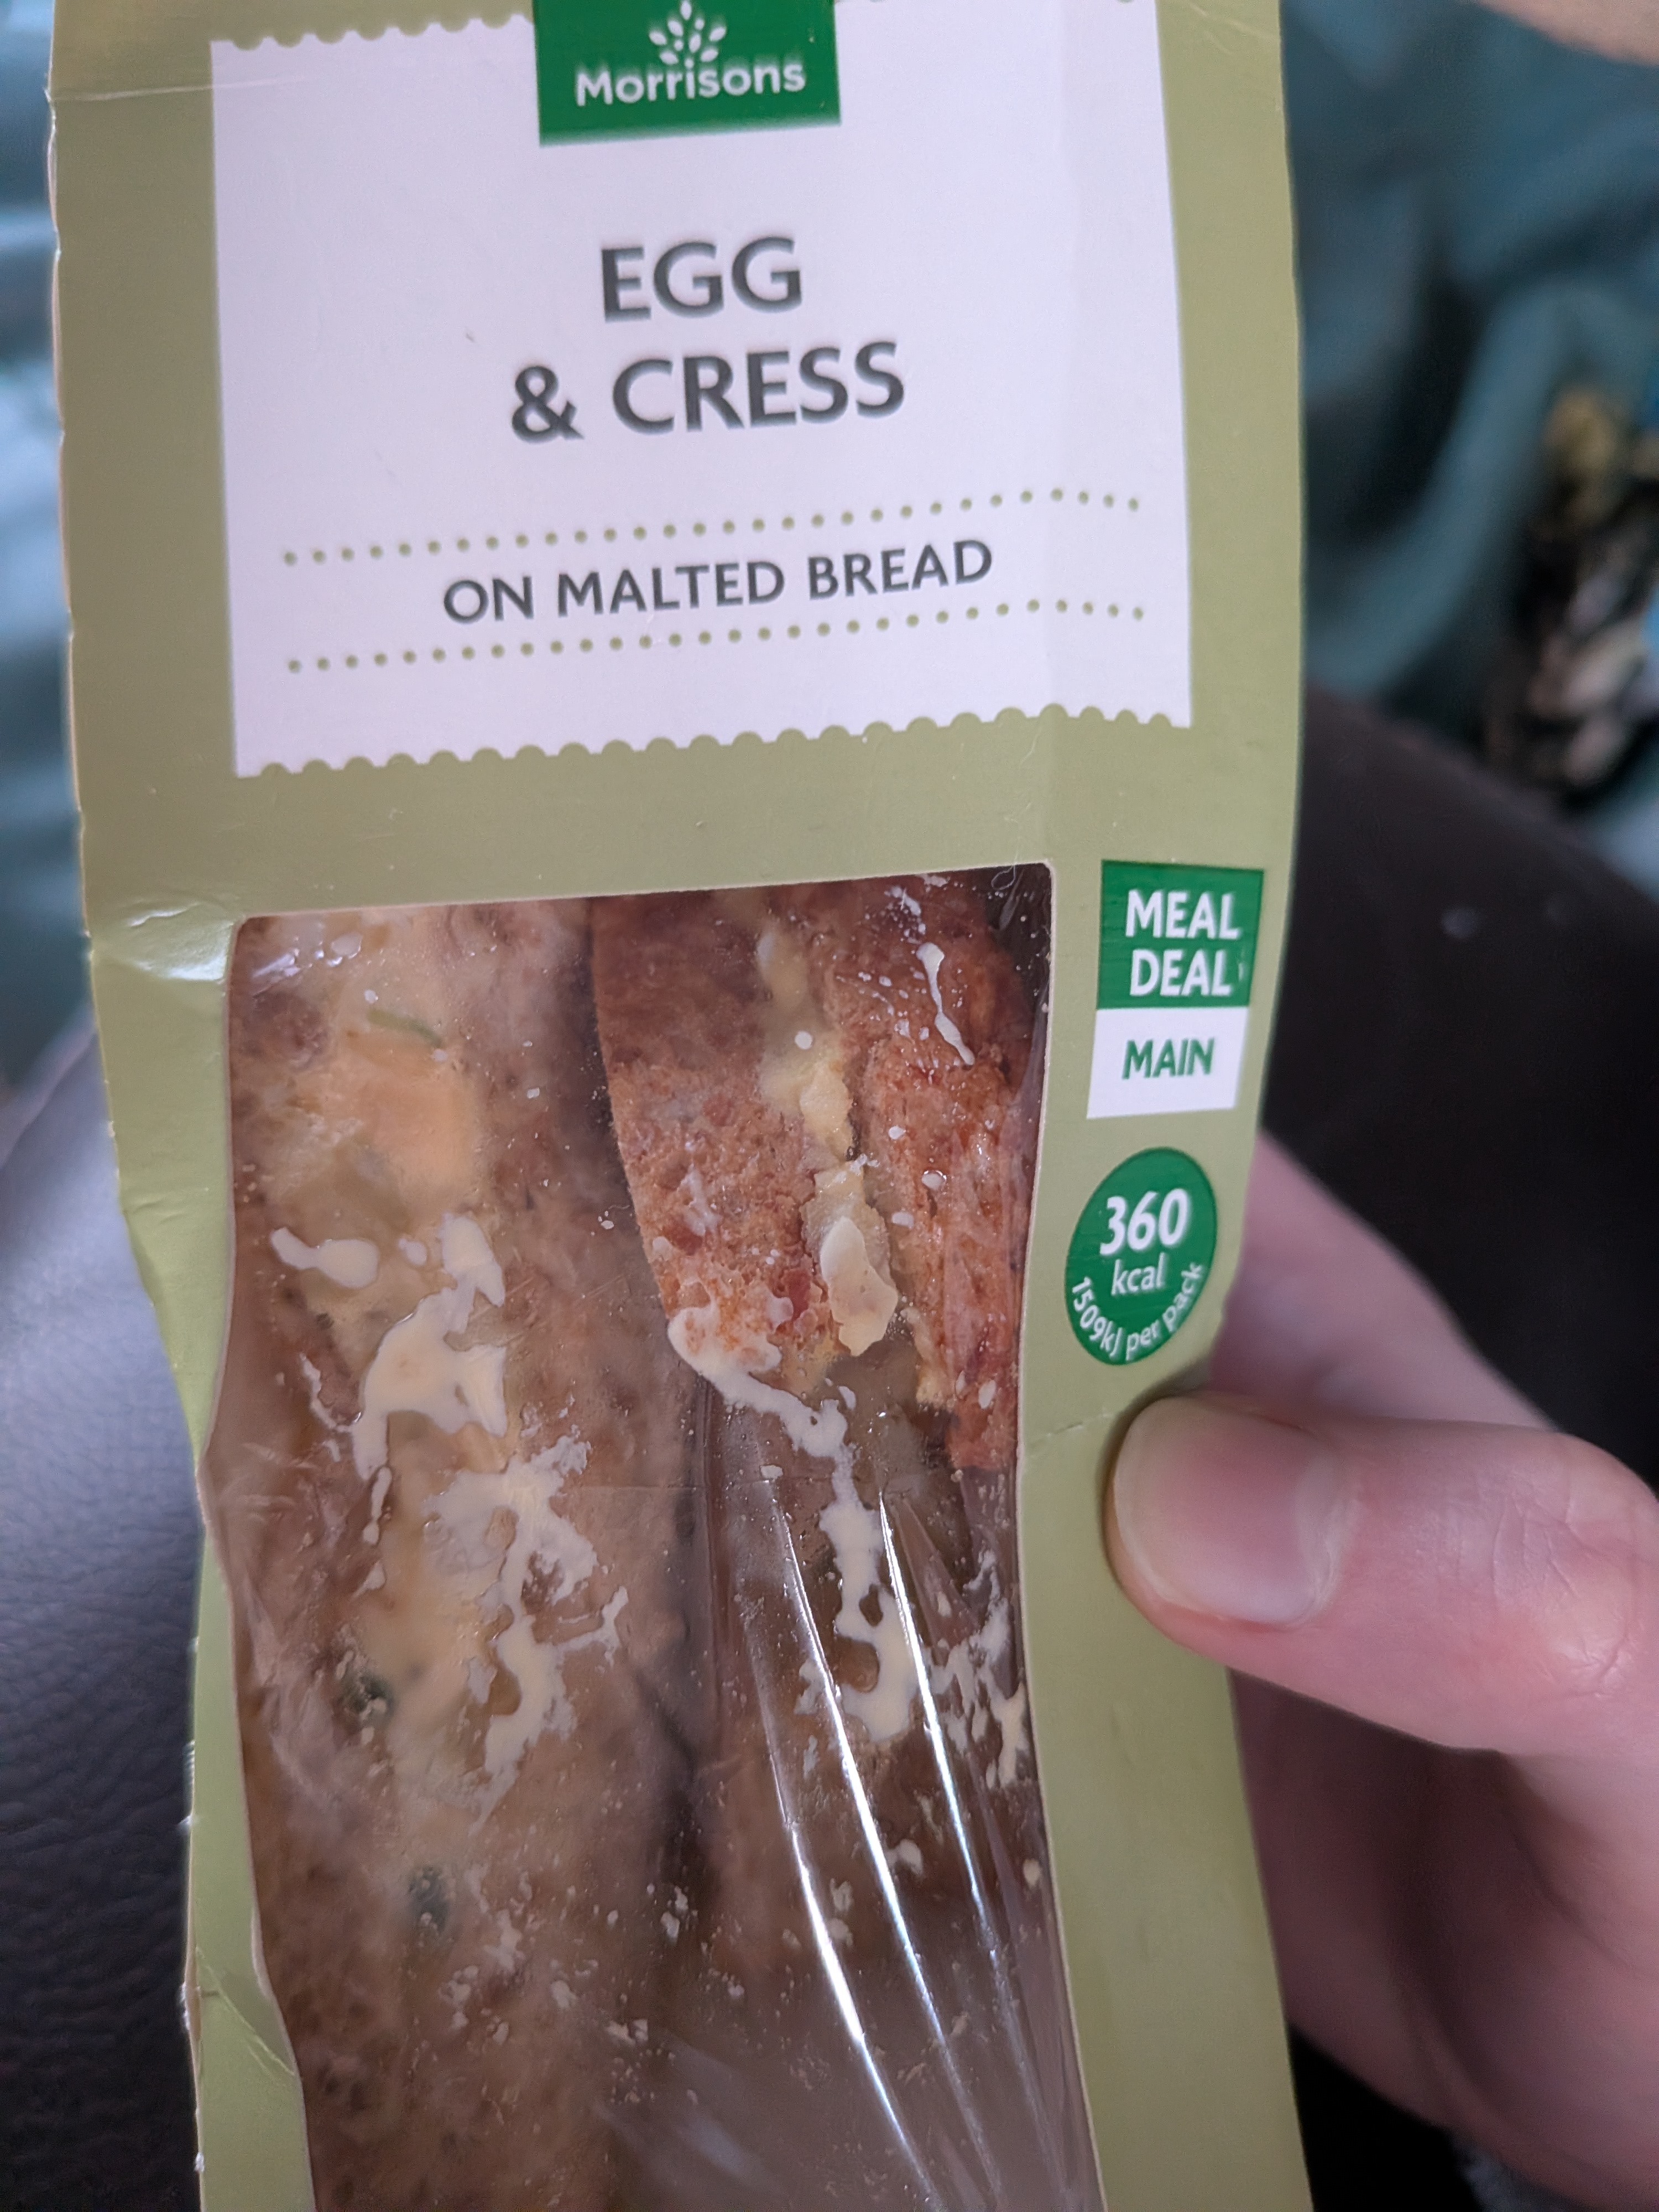 Morrisons
EGG
& CRESS
ON MALTED BREAD
MEAL
DEAL
MAIN
360
kcal
1509kJ per pack